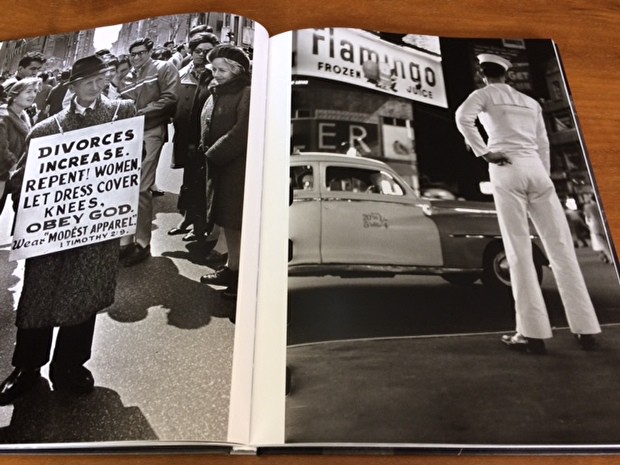 DIVORCES
INCREASE.
REPENT! WOMEN,
LET DRESS COVER
KNEES.
OBEY GOD.
Wear "MODEST APPAREL"
1 TIMOTHY 2:9.
Flamingo
FROZEN JUICE